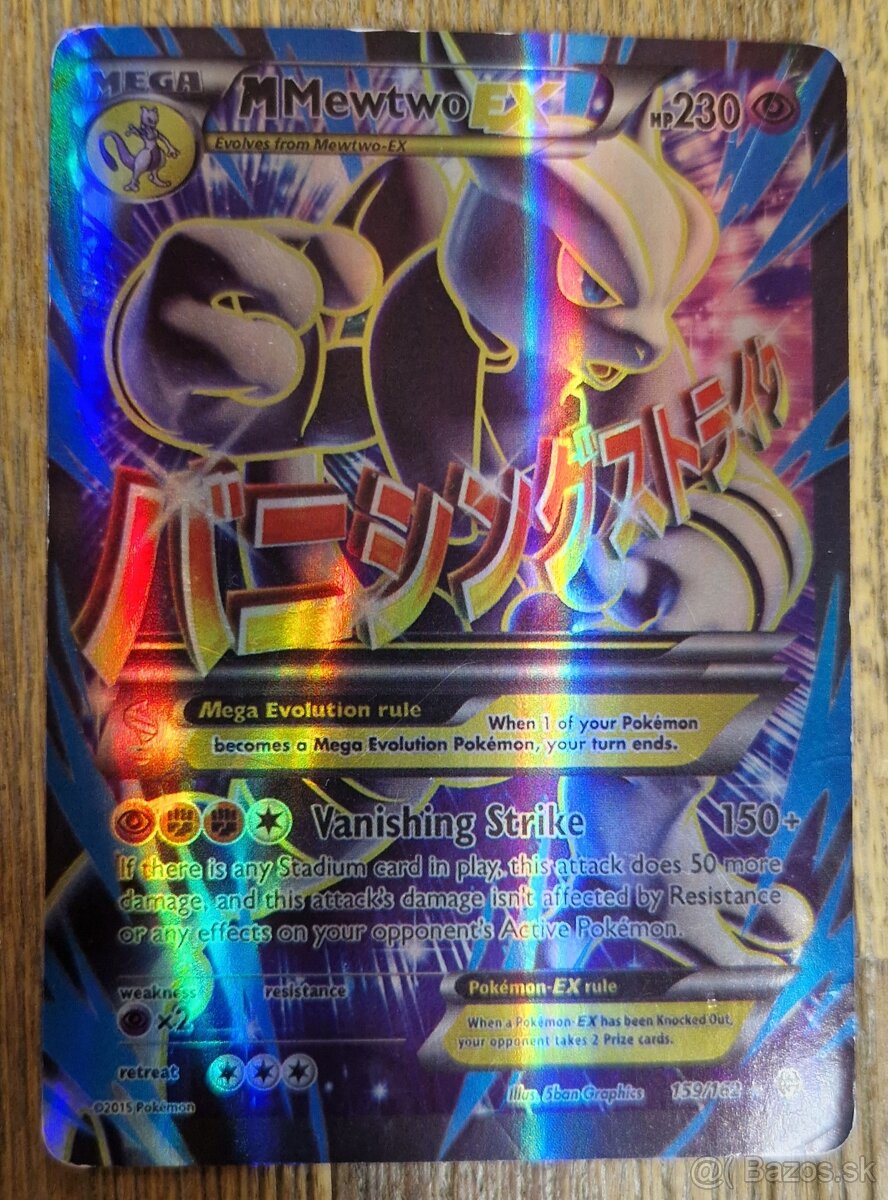 MEGA
M Mewtwo EX HP230
Evolves from Mewtwo-EX
バニシングストライク
Mega Evolution rule
When 1 of your Pokémon
becomes a Mega Evolution Pokémon, your turn ends.
Vanishing Strike 150+
If there is any Stadium card in play, this attack does 50 more
damage, and this attack's damage isn't affected by Resistance
or any effects on your opponent's Active Pokémon.
weakness resistance
×2
Pokémon-EX rule
When a Pokémon-EX has been Knocked Out,
your opponent takes 2 Prize cards.
retreat
©2015 Pokémon
Illus. 5ban Graphics 159/162
@( Bazos.sk